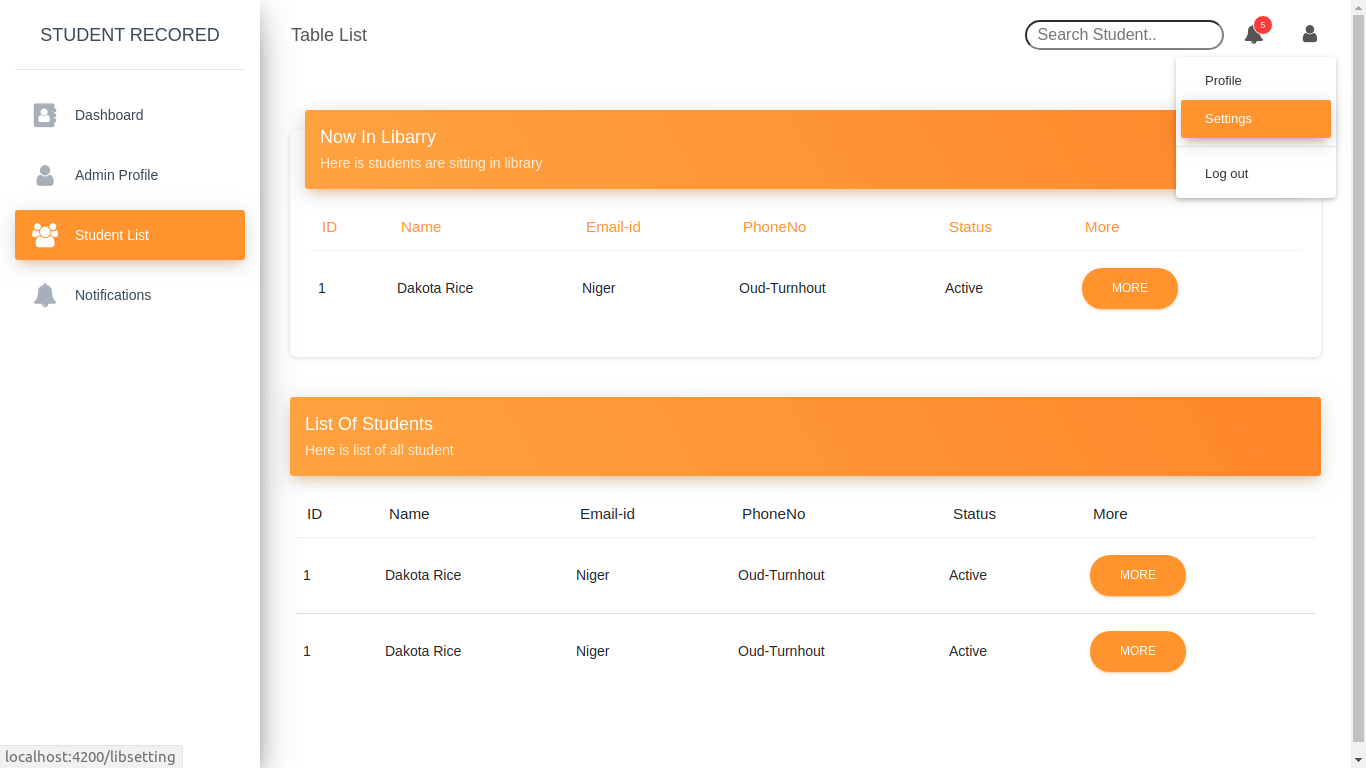 STUDENT RECORED
Dashboard
Admin Profile
Student List
Notifications
Table List
Search Student..
5
Profile
Settings
Log out
Now In Libarry
Here is students are sitting in library
ID Name Email-id PhoneNo Status More
1 Dakota Rice Niger Oud-Turnhout Active MORE
List Of Students
Here is list of all student
ID Name Email-id PhoneNo Status More
1 Dakota Rice Niger Oud-Turnhout Active MORE
1 Dakota Rice Niger Oud-Turnhout Active MORE
localhost:4200/libsetting